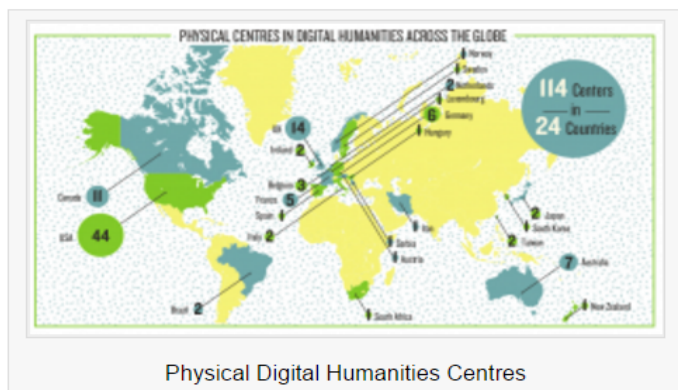 PHYSICAL CENTRES IN DIGITAL HUMANITIES ACROSS THE GLOBE
114 Centers
in
24 Countries
Norway
Sweden
2 Netherlands
Luxembourg
6 Germany
Hungary
UK 14
Ireland 2
Belgium 3
France 5
Spain
Italy 2
Canada 11
USA 44
Brazil 2
Iran
Serbia
Austria
South Africa
2 Japan
South Korea
2 Taiwan
7 Australia
New Zealand
Physical Digital Humanities Centres